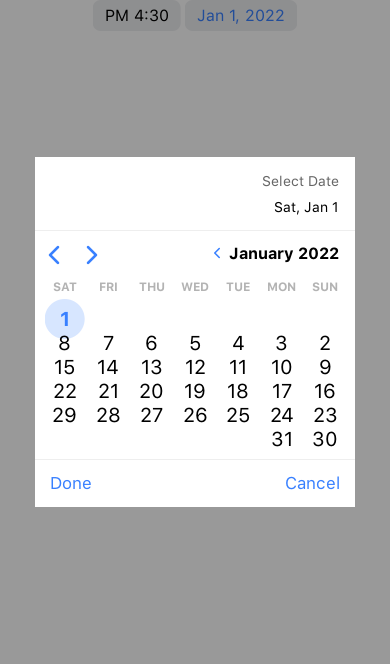 PM 4:30 Jan 1, 2022
Select Date
Sat, Jan 1
January 2022
SAT FRI THU WED TUE MON SUN
1
8 7 6 5 4 3 2
15 14 13 12 11 10 9
22 21 20 19 18 17 16
29 28 27 26 25 24 23
31 30
Done Cancel